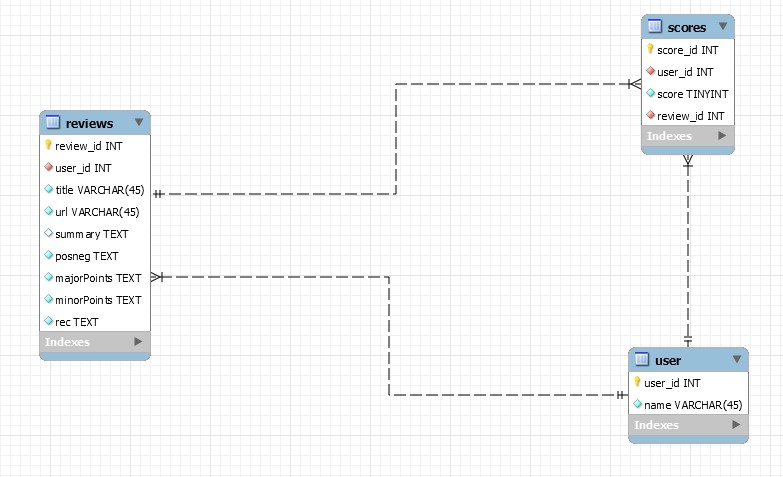 reviews
review_id INT
user_id INT
title VARCHAR(45)
url VARCHAR(45)
summary TEXT
posneg TEXT
majorPoints TEXT
minorPoints TEXT
rec TEXT
Indexes
scores
score_id INT
user_id INT
score TINYINT
review_id INT
Indexes
user
user_id INT
name VARCHAR(45)
Indexes